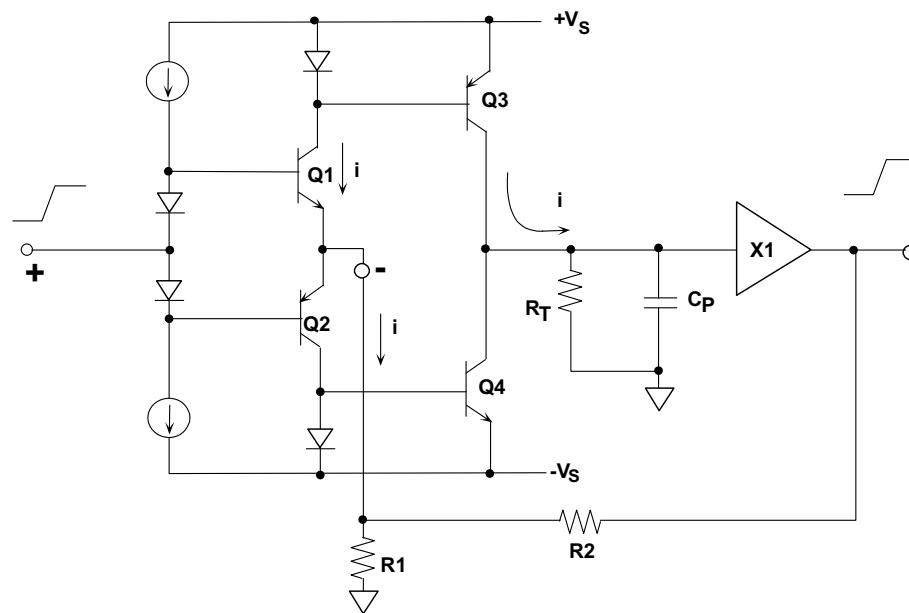 +VS
Q3
Q1
i
i
+
-
X1
RT
CP
Q2
i
Q4
-VS
R2
R1